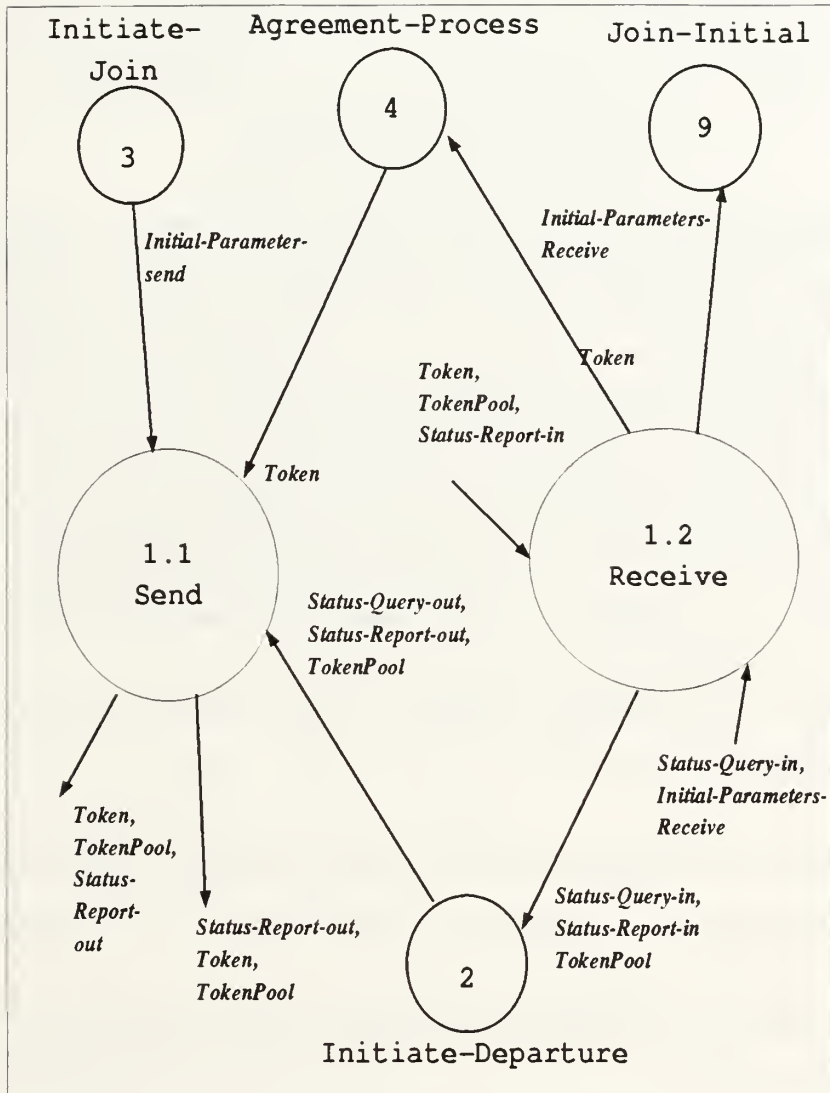 Initiate-
Join
Agreement-Process
Join-Initial
3
4
9
Initial-Parameter-
send
Initial-Parameters-
Receive
Token
Token,
TokenPool,
Status-Report-in
Token
1.1
Send
1.2
Receive
Status-Query-out,
Status-Report-out,
TokenPool
Status-Query-in,
Initial-Parameters-
Receive
Token,
TokenPool,
Status-
Report-
out
Status-Report-out,
Token,
TokenPool
Status-Query-in,
Status-Report-in
TokenPool
2
Initiate-Departure